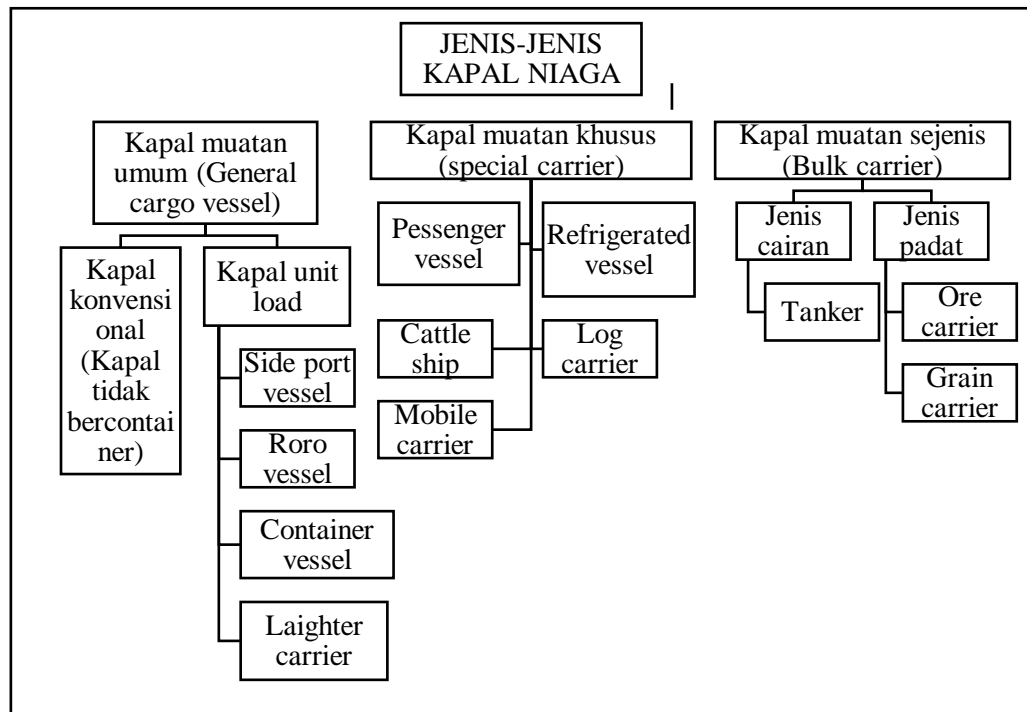 JENIS-JENIS
KAPAL NIAGA
Kapal muatan
umum (General
cargo vessel)
Kapal
konvensi
onal
(Kapal
tidak
bercontai
ner)
Kapal unit
load
Side port
vessel
Roro
vessel
Container
vessel
Laighter
carrier
Kapal muatan khusus
(special carrier)
Pessenger
vessel
Refrigerated
vessel
Cattle
ship
Log
carrier
Mobile
carrier
Kapal muatan sejenis
(Bulk carrier)
Jenis
cairan
Tanker
Jenis
padat
Ore
carrier
Grain
carrier